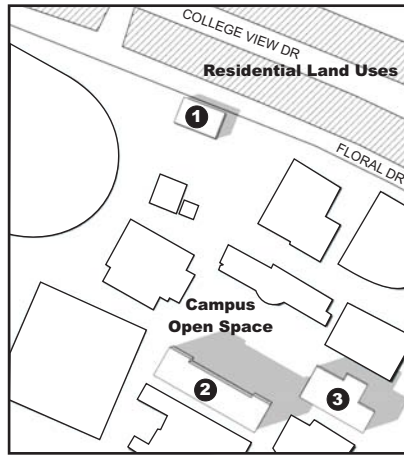 COLLEGE VIEW DR
Residential Land Uses
1
FLORAL DR
Campus
Open Space
2
3